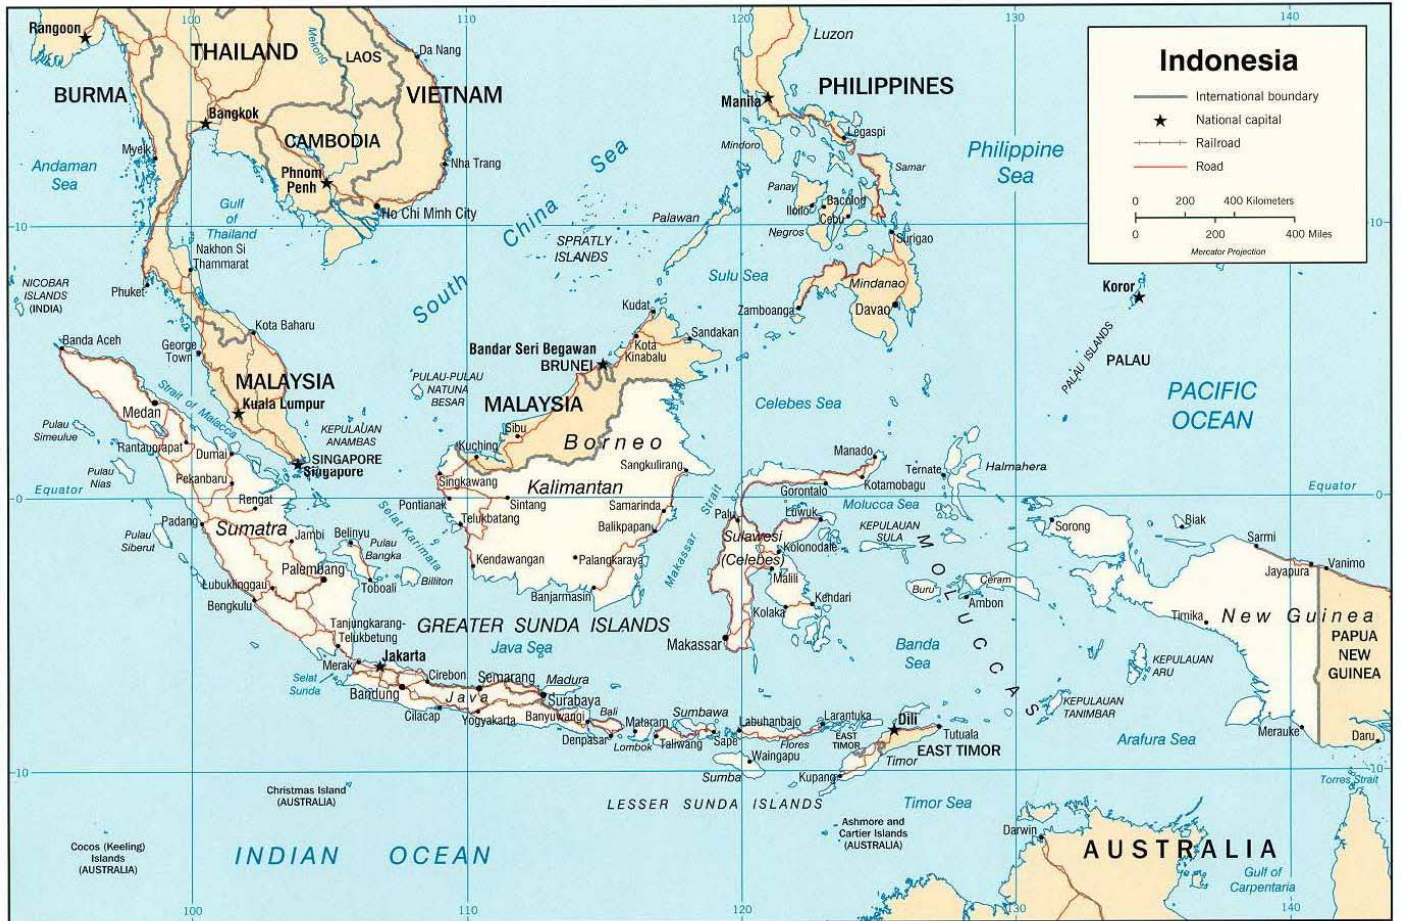 100
110
120
130
140
Rangoon
THAILAND
LAOS
Mekong
Da Nang
Luzon
BURMA
VIETNAM
PHILIPPINES
Manila
Bangkok
CAMBODIA
Legaspi
Mindoro
Myeik
Nha Trang
Samar
Andaman
Sea
Phnom
Penh
Philippine
Sea
Panay
Iloilo
Bacolod
Cebu
Negros
Palawan
Gulf
of
Thailand
Ho Chi Minh City
South China Sea
SPRATLY
ISLANDS
Surigao
10
10
Nakhon Si
Thammarat
Sulu Sea
Mindanao
Davao
Zamboanga
NICOBAR
ISLANDS
(INDIA)
Phuket
Kudat
Sandakan
Kota
Kinabalu
Koror
PALAU ISLANDS
PALAU
Indonesia
International boundary
National capital
Railroad
Road
0 200 400 Kilometers
0 200 400 Miles
Mercator Projection
Banda Aceh
George
Town
Kota Baharu
Bandar Seri Begawan
BRUNEI
MALAYSIA
Kuala Lumpur
Strait of Malacca
PULAU-PULAU
NATUNA
BESAR
MALAYSIA
Celebes Sea
PACIFIC
OCEAN
Medan
Pulau
Simeulue
KEPULAUAN
ANAMBAS
Sibu
Borneo
Kuching
Rantauprapat
Dumai
SINGAPORE
Singapore
Sangkulirang
Manado
Ternate
Halmahera
Pulau
Nias
Pekanbaru
Singkawang
Kalimantan
Gorontalo
Kotamobagu
Equator
0
0
Equator
Rengat
Pontianak
Sintang
Samarinda
Makassar Strait
Molucca Sea
Padang
Sumatra
Selat Karimata
Telukbatang
Balikpapan
Palu
Luwuk
KEPULAUAN
SULA
Sorong
Biak
Pulau
Siberut
Jambi
Belinyu
Pulau
Bangka
Sulawesi
(Celebes)
Kolonodale
MOLUCCAS
Sarmi
Kendawangan
Palangkaraya
Malili
Jayapura
Vanimo
Palembang
Toboali
Billiton
Lubuklinggau
Buru
Ceram
Ambon
Bengkulu
Banjarmasin
Kolaka
Kendari
Timika
New Guinea
Tanjungkarang-
Telukbetung
GREATER SUNDA ISLANDS
Java Sea
Makassar
Banda
Sea
PAPUA
NEW
GUINEA
Merak
Jakarta
KEPULAUAN
ARU
Selat
Sunda
Bandung
Cirebon
Semarang
Madura
Java
Surabaya
KEPULAUAN
TANIMBAR
Cilacap
Yogyakarta
Banyuwangi
Bali
Denpasar
Mataram
Lombok
Sumbawa
Taliwang
Sape
Labuhanbajo
Larantuka
Flores
Dili
EAST
TIMOR
EAST TIMOR
Tutuala
Timor
Arafura Sea
Merauke
Daru
Waingapu
Sumba
Kupang
10
10
Torres Strait
Christmas Island
(AUSTRALIA)
LESSER SUNDA ISLANDS
Timor Sea
Ashmore and
Cartier Islands
(AUSTRALIA)
Darwin
Cocos (Keeling)
Islands
(AUSTRALIA)
INDIAN OCEAN
AUSTRALIA
Gulf of
Carpentaria
100
110
120
130
140